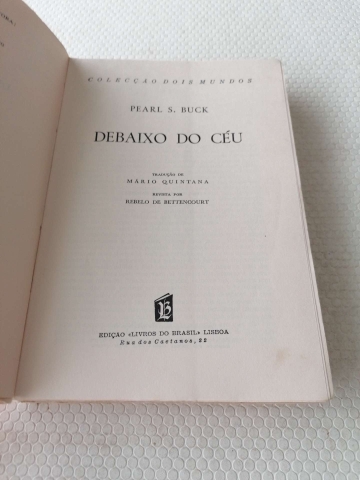 COLECÇÃO DOIS MUNDOS
PEARL S. BUCK
DEBAIXO DO CÉU
TRADUÇÃO DE
MÁRIO QUINTANA
REVISTA POR
REBELO DE BETTENCOURT
EDIÇÃO «LIVROS DO BRASIL» LISBOA
Rua dos Caetanos, 22